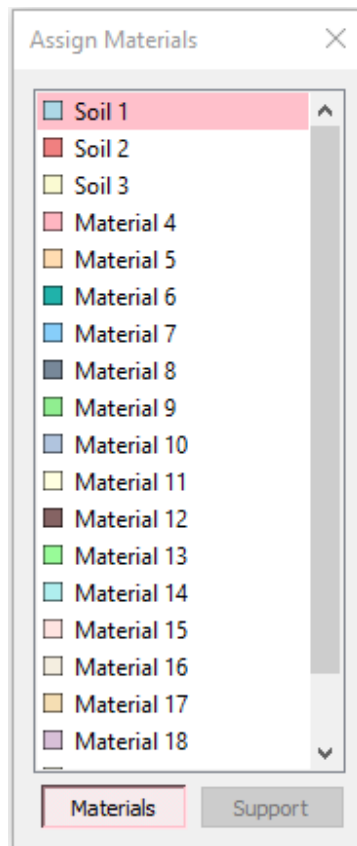 Assign Materials
Soil 1
Soil 2
Soil 3
Material 4
Material 5
Material 6
Material 7
Material 8
Material 9
Material 10
Material 11
Material 12
Material 13
Material 14
Material 15
Material 16
Material 17
Material 18
Materials Support